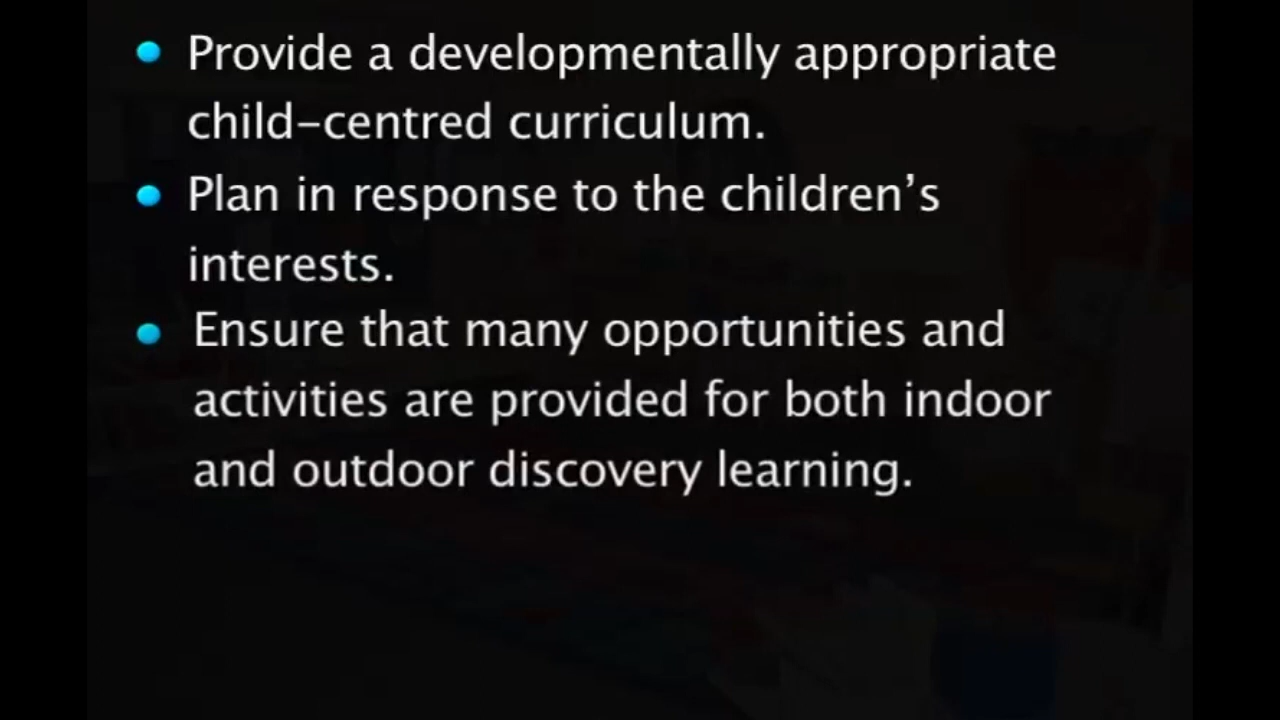 • Provide a developmentally appropriate
child-centred curriculum.
• Plan in response to the children’s
interests.
• Ensure that many opportunities and
activities are provided for both indoor
and outdoor discovery learning.